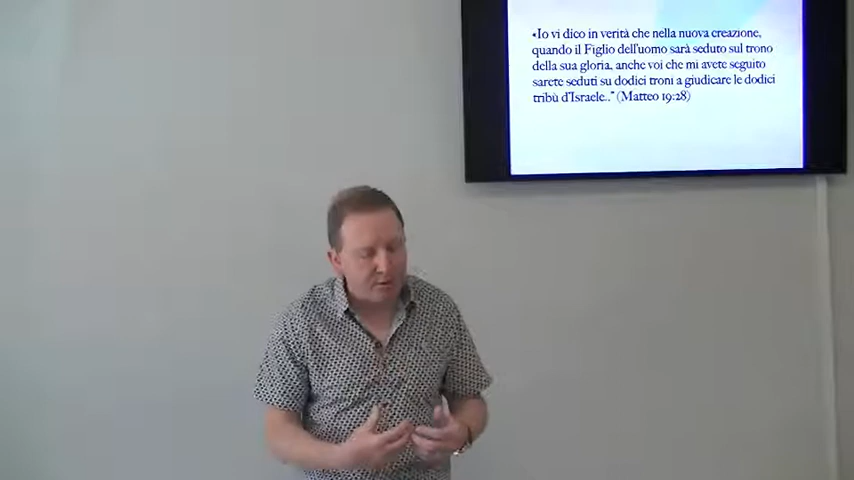 «Io vi dico in verità che nella nuova creazione,
quando il Figlio dell'uomo sarà seduto sul trono
della sua gloria, anche voi che mi avete seguito
sarete seduti su dodici troni a giudicare le dodici
tribù d'Israele.." (Matteo 19:28)